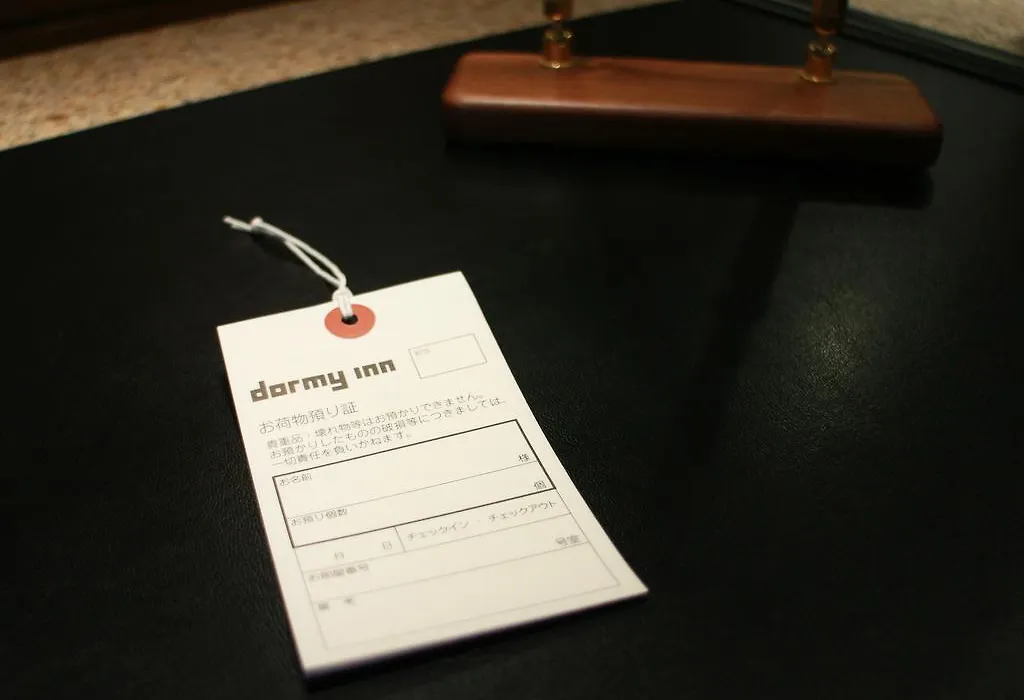 dormy inn
お荷物預り証
貴重品・壊れ物等はお預かりできません。
お預かりしたものの破損等につきましては、
一切責任を負いかねます。
お名前
様
お預り個数
個
月 日 チェックイン ・ チェックアウト
お部屋番号
号室
備考